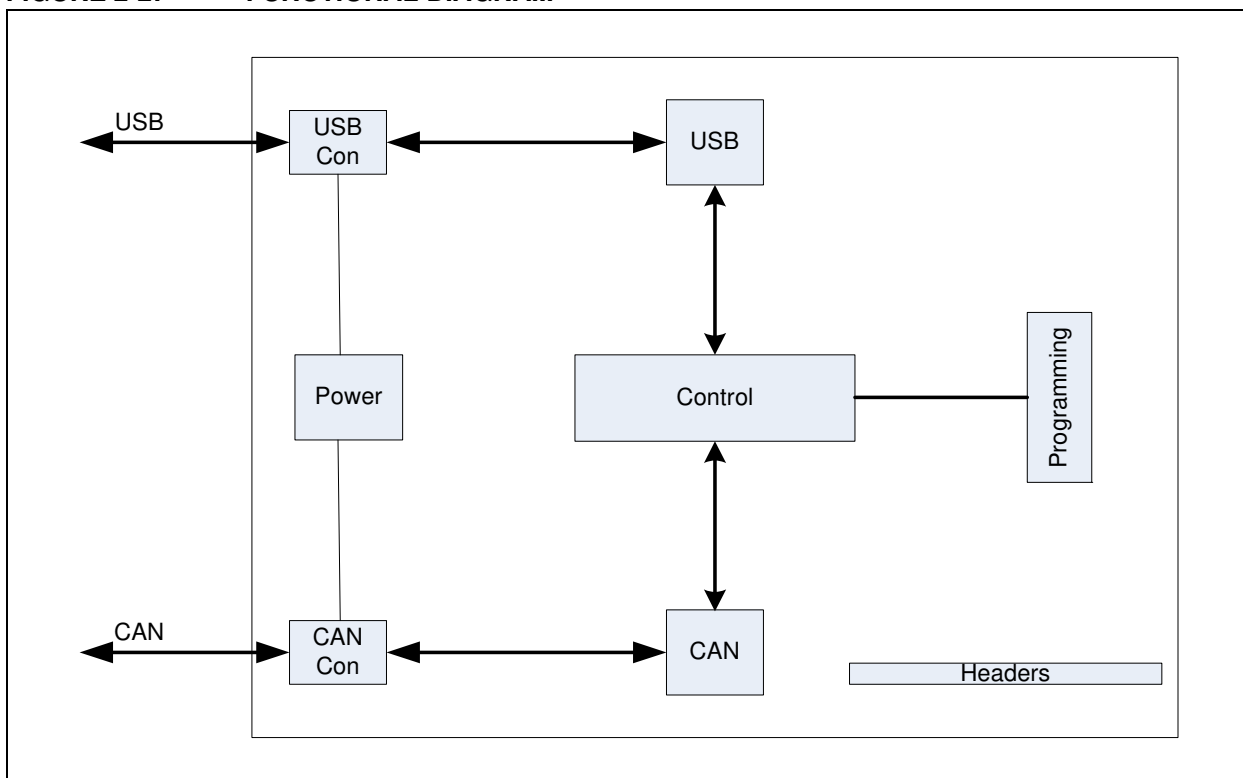 USB
USB
Con
USB
Power
Control
Programming
CAN
CAN
Con
CAN
Headers